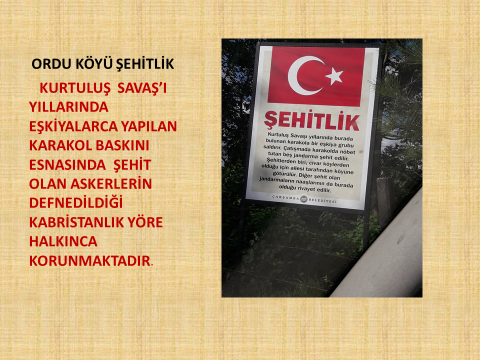 ORDU KÖYÜ ŞEHİTLİK
KURTULUŞ SAVAŞ’I
YILLARINDA
EŞKİYALARCA YAPILAN
KARAKOL BASKINI
ESNASINDA ŞEHİT
OLAN ASKERLERİN
DEFNEDİLDİĞİ
KABRİSTANLIK YÖRE
HALKINCA
KORUNMAKTADIR.
ŞEHİTLİK
Kurtuluş Savaşı yıllarında burada
bulunan karakola bir eşkiya grubu
saldırır. Çatışmada karakolda nöbet
tutan beş jandarma şehit edilir.
Şehitlerden biri, civar köylerden
olduğu için ailesi tarafından köyüne
götürülür. Diğer şehit olan
jandarmaların naaşlarının da burada
olduğu rivayet edilir.
ÇARŞAMBA BELEDİYESİ